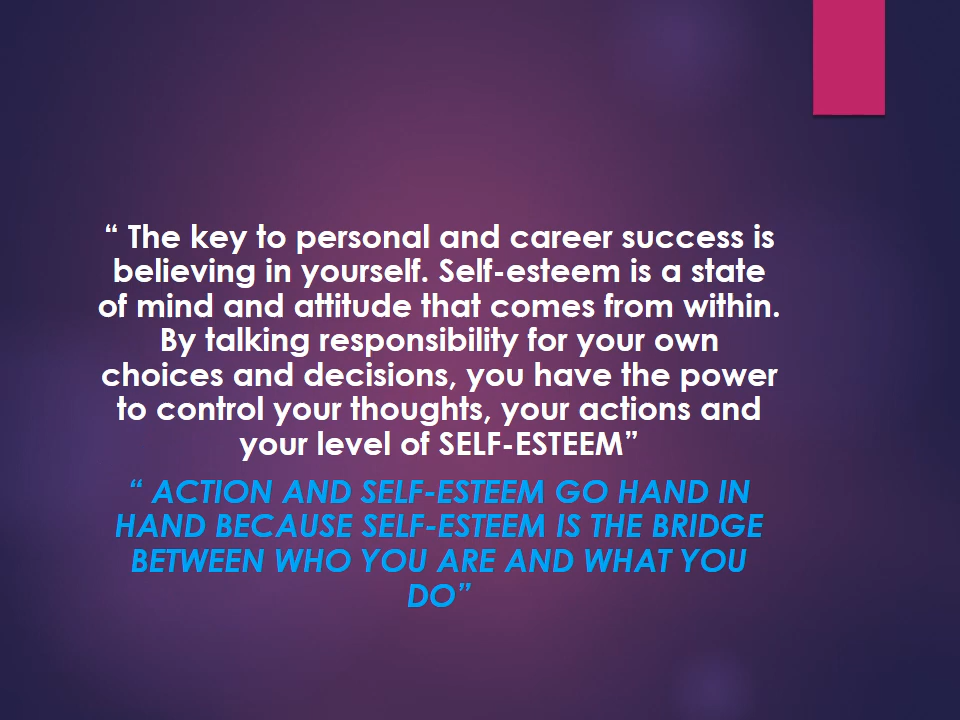 “ The key to personal and career success is
believing in yourself. Self-esteem is a state
of mind and attitude that comes from within.
By talking responsibility for your own
choices and decisions, you have the power
to control your thoughts, your actions and
your level of SELF-ESTEEM”
“ ACTION AND SELF-ESTEEM GO HAND IN
HAND BECAUSE SELF-ESTEEM IS THE BRIDGE
BETWEEN WHO YOU ARE AND WHAT YOU
DO”